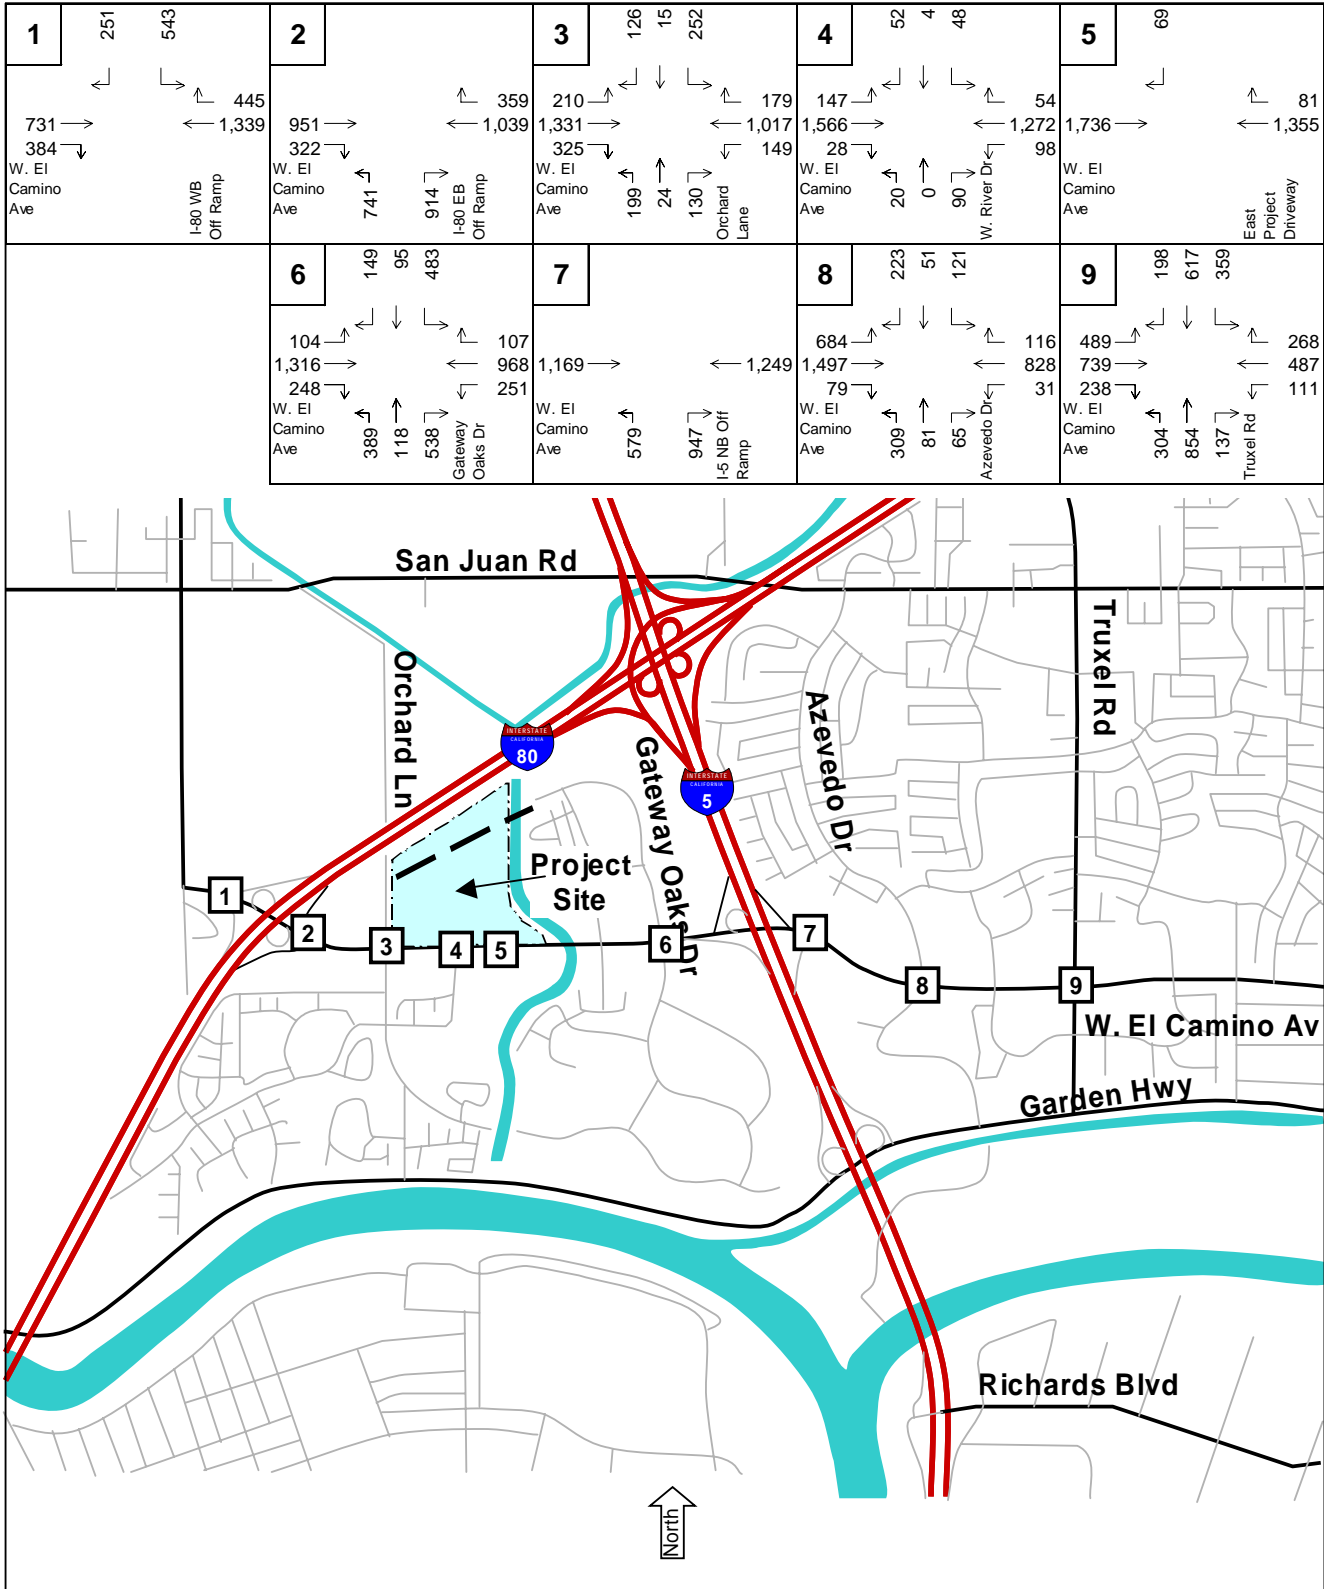 1
251
543
445
731
1,339
384
W. El
Camino
Ave
I-80 WB
Off Ramp
2
359
951
1,039
322
W. El
Camino
Ave
741
914
I-80 EB
Off Ramp
3
126
15
252
210
179
1,331
1,017
325
149
W. El
Camino
Ave
199
24
130
Orchard
Lane
4
52
4
48
147
54
1,566
1,272
28
98
W. El
Camino
Ave
20
0
90
W. River Dr
5
69
81
1,736
1,355
W. El
Camino
Ave
East
Project
Driveway
6
149
95
483
104
107
1,316
968
248
251
W. El
Camino
Ave
389
118
538
Gateway
Oaks Dr
7
1,169
1,249
W. El
Camino
Ave
579
947
I-5 NB Off
Ramp
8
223
51
121
684
116
1,497
828
79
31
W. El
Camino
Ave
309
81
65
Azevedo Dr
9
198
617
359
489
268
739
487
238
111
W. El
Camino
Ave
304
854
137
Truxel Rd
San Juan Rd
Orchard Ln
Truxel Rd
Azevedo Dr
Gateway Oaks Dr
INTERSTATE
CALIFORNIA
80
INTERSTATE
CALIFORNIA
5
Project
Site
1
2
3
4
5
6
7
8
9
W. El Camino Av
Garden Hwy
Richards Blvd
North